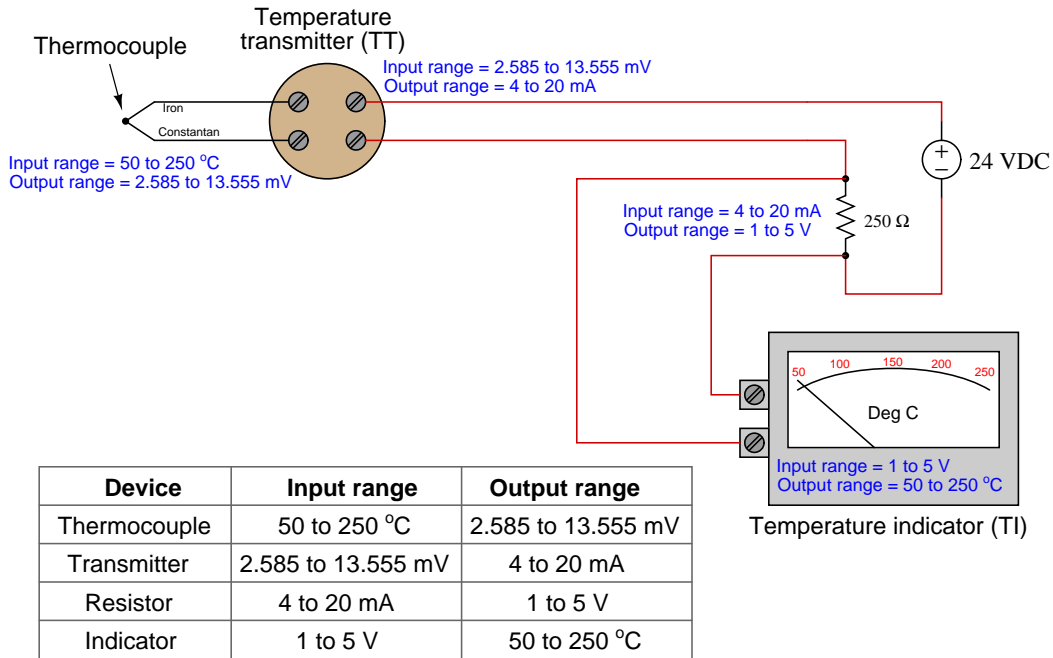 Temperature
transmitter (TT)
Thermocouple
Input range = 2.585 to 13.555 mV
Output range = 4 to 20 mA
Iron
Constantan
Input range = 50 to 250 °C
Output range = 2.585 to 13.555 mV
+
−
24 VDC
Input range = 4 to 20 mA
Output range = 1 to 5 V
250 Ω
50 100 150 200 250
Deg C
Input range = 1 to 5 V
Output range = 50 to 250 °C
Temperature indicator (TI)
Device Input range Output range
Thermocouple 50 to 250 °C 2.585 to 13.555 mV
Transmitter 2.585 to 13.555 mV 4 to 20 mA
Resistor 4 to 20 mA 1 to 5 V
Indicator 1 to 5 V 50 to 250 °C